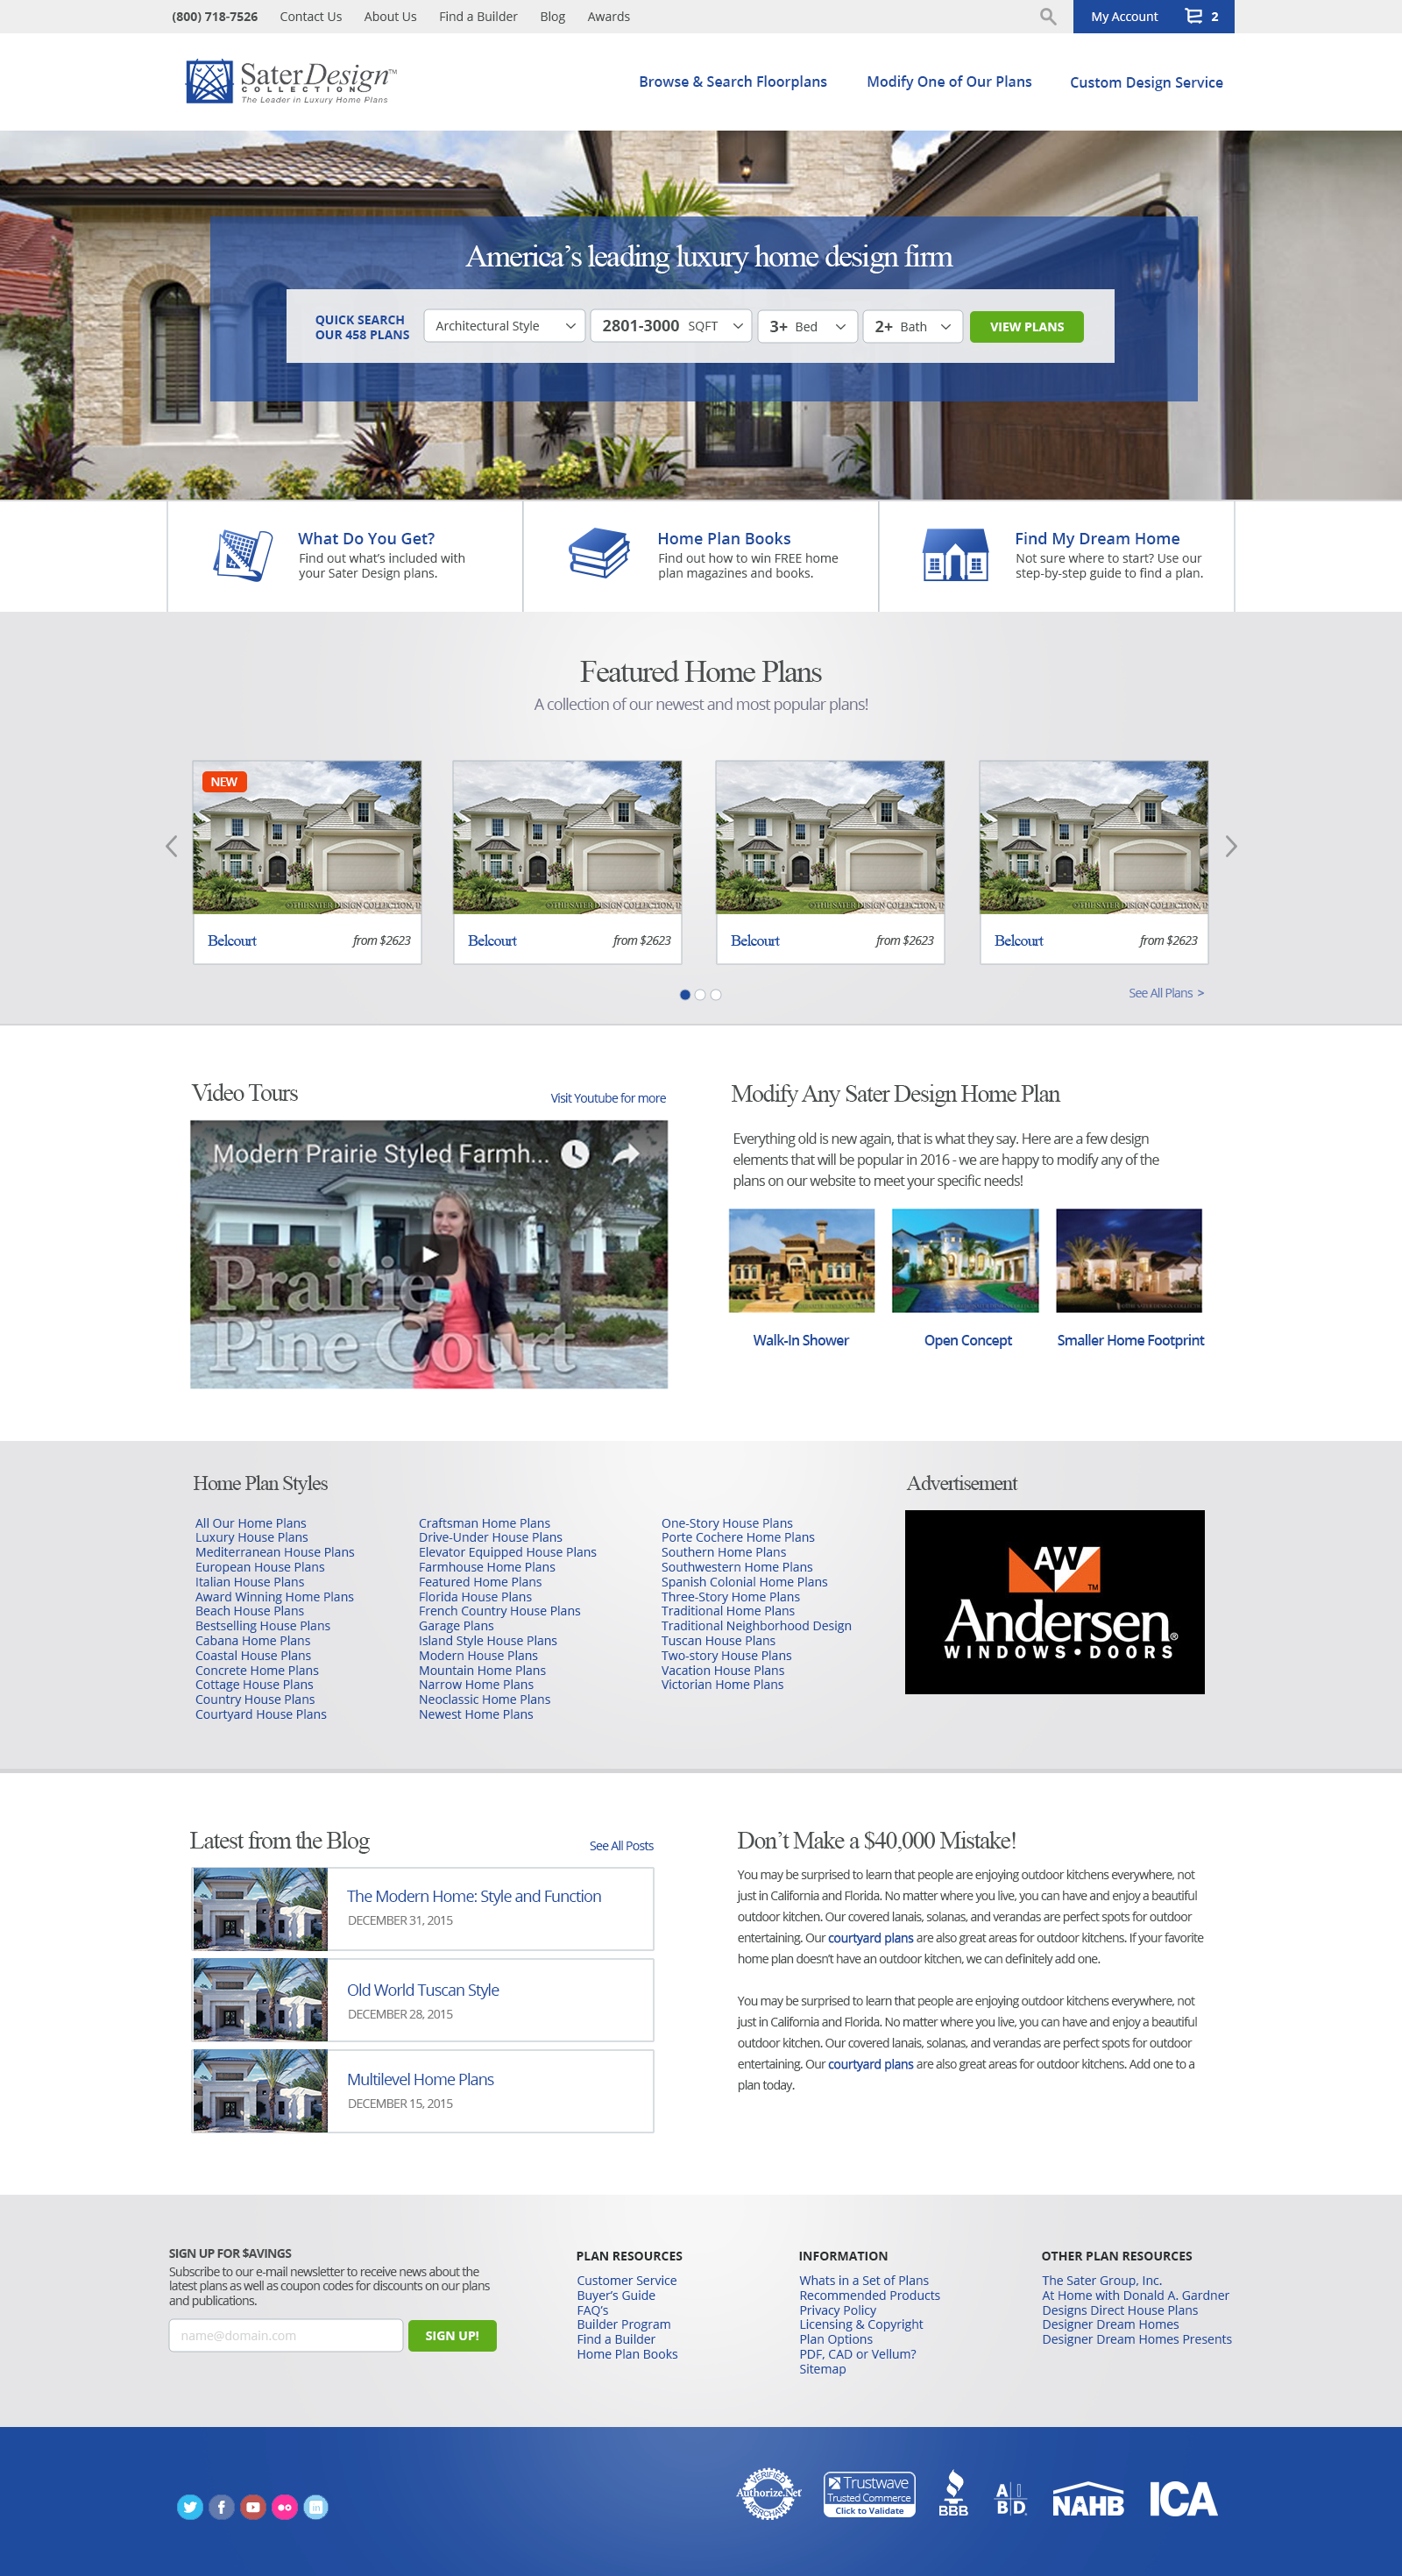 (800) 718-7526 Contact Us About Us Find a Builder Blog Awards My Account 2
Sater Design™
COLLECTION
The Leader in Luxury Home Plans
Browse & Search Floorplans Modify One of Our Plans Custom Design Service
America’s leading luxury home design firm
QUICK SEARCH
OUR 458 PLANS
Architectural Style 2801-3000 SQFT 3+ Bed 2+ Bath VIEW PLANS
What Do You Get?
Find out what’s included with
your Sater Design plans.
Home Plan Books
Find out how to win FREE home
plan magazines and books.
Find My Dream Home
Not sure where to start? Use our
step-by-step guide to find a plan.
Featured Home Plans
A collection of our newest and most popular plans!
NEW
©THE SATER DESIGN COLLECTION, I
©THE SATER DESIGN COLLECTION, I
©THE SATER DESIGN COLLECTION, I
©THE SATER DESIGN COLLECTION, I
Belcourt from $2623
Belcourt from $2623
Belcourt from $2623
Belcourt from $2623
See All Plans >
Video Tours
Visit Youtube for more
Modern Prairie Styled Farmh...
Prairie
Pine Court
Modify Any Sater Design Home Plan
Everything old is new again, that is what they say. Here are a few design
elements that will be popular in 2016 - we are happy to modify any of the
plans on our website to meet your specific needs!
Walk-In Shower
Open Concept
Smaller Home Footprint
Home Plan Styles
All Our Home Plans
Luxury House Plans
Mediterranean House Plans
European House Plans
Italian House Plans
Award Winning Home Plans
Beach House Plans
Bestselling House Plans
Cabana Home Plans
Coastal House Plans
Concrete Home Plans
Cottage House Plans
Country House Plans
Courtyard House Plans
Craftsman Home Plans
Drive-Under House Plans
Elevator Equipped House Plans
Farmhouse Home Plans
Featured Home Plans
Florida House Plans
French Country House Plans
Garage Plans
Island Style House Plans
Modern House Plans
Mountain Home Plans
Narrow Home Plans
Neoclassic Home Plans
Newest Home Plans
One-Story House Plans
Porte Cochere Home Plans
Southern Home Plans
Southwestern Home Plans
Spanish Colonial Home Plans
Three-Story Home Plans
Traditional Home Plans
Traditional Neighborhood Design
Tuscan House Plans
Two-story House Plans
Vacation House Plans
Victorian Home Plans
Advertisement
AW
TM
Andersen®
WINDOWS • DOORS
Latest from the Blog
See All Posts
The Modern Home: Style and Function
DECEMBER 31, 2015
Old World Tuscan Style
DECEMBER 28, 2015
Multilevel Home Plans
DECEMBER 15, 2015
Don’t Make a $40,000 Mistake!
You may be surprised to learn that people are enjoying outdoor kitchens everywhere, not
just in California and Florida. No matter where you live, you can have and enjoy a beautiful
outdoor kitchen. Our covered lanais, solanas, and verandas are perfect spots for outdoor
entertaining. Our courtyard plans are also great areas for outdoor kitchens. If your favorite
home plan doesn’t have an outdoor kitchen, we can definitely add one.
You may be surprised to learn that people are enjoying outdoor kitchens everywhere, not
just in California and Florida. No matter where you live, you can have and enjoy a beautiful
outdoor kitchen. Our covered lanais, solanas, and verandas are perfect spots for outdoor
entertaining. Our courtyard plans are also great areas for outdoor kitchens. Add one to a
plan today.
SIGN UP FOR $AVINGS
Subscribe to our e-mail newsletter to receive news about the
latest plans as well as coupon codes for discounts on our plans
and publications.
name@domain.com SIGN UP!
PLAN RESOURCES
Customer Service
Buyer’s Guide
FAQ’s
Builder Program
Find a Builder
Home Plan Books
INFORMATION
Whats in a Set of Plans
Recommended Products
Privacy Policy
Licensing & Copyright
Plan Options
PDF, CAD or Vellum?
Sitemap
OTHER PLAN RESOURCES
The Sater Group, Inc.
At Home with Donald A. Gardner
Designs Direct House Plans
Designer Dream Homes
Designer Dream Homes Presents
f
in
VERIFIED
Authorize.Net
Trustwave
Trusted Commerce
Click to Validate
BBB
AIBD
NAHB
ICA